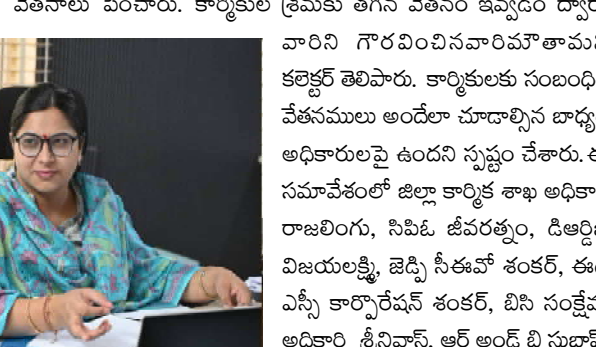 వేతనాలు పెంచారు. కార్మికుల శ్రమకు తగిన వేతనం ఇవ్వడం ద్వారా
వారిని గౌరవించినవారిమౌతామని
కలెక్టర్ తెలిపారు. కార్మికులకు సంబంధి
వేతనములు అందేలా చూడాల్సిన బాధ్య
అధికారులపై ఉందని స్పష్టం చేశారు. ఈ
సమావేశంలో జిల్లా కార్మిక శాఖ అధికా
రాజలింగు, సిపిఓ జీవరత్నం, డిఆర్డి
విజయలక్ష్మి, జెడ్పి సీఈవో శంకర్, ఈ
ఎస్సీ కార్పొరేషన్ శంకర్, బిసి సంక్షేమ
అధికారి శ్రీనివాస్, ఆర్ అండ్ బి సుభాష్